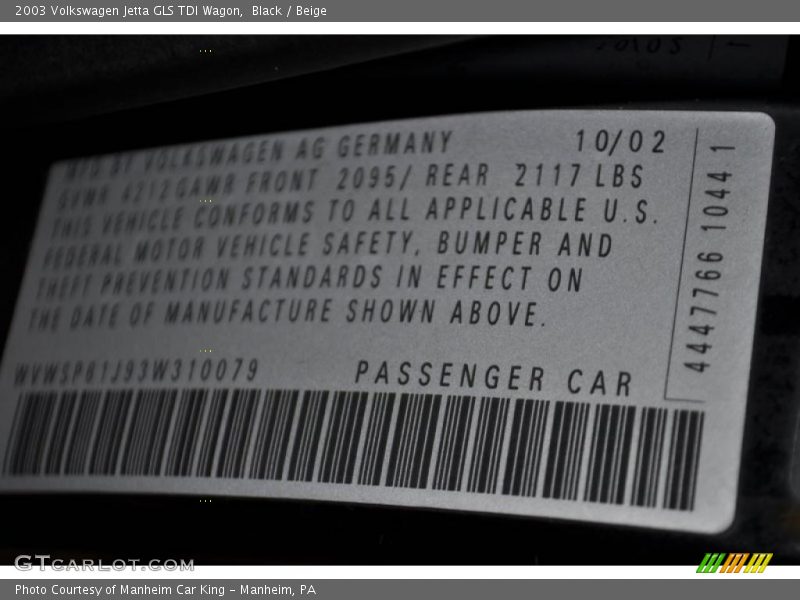 2003 Volkswagen Jetta GLS TDI Wagon,  Black / Beige
MFD BY VOLKSWAGEN AG GERMANY 10/02
GVWR 4212 GAWR FRONT 2095/ REAR 2117 LBS
THIS VEHICLE CONFORMS TO ALL APPLICABLE U.S.
FEDERAL MOTOR VEHICLE SAFETY, BUMPER AND
THEFT PREVENTION STANDARDS IN EFFECT ON
THE DATE OF MANUFACTURE SHOWN ABOVE.
WVWSP61J93W310079 PASSENGER CAR
4447766 10441
GTCARLOT.COM
Photo Courtesy of Manheim Car King - Manheim, PA